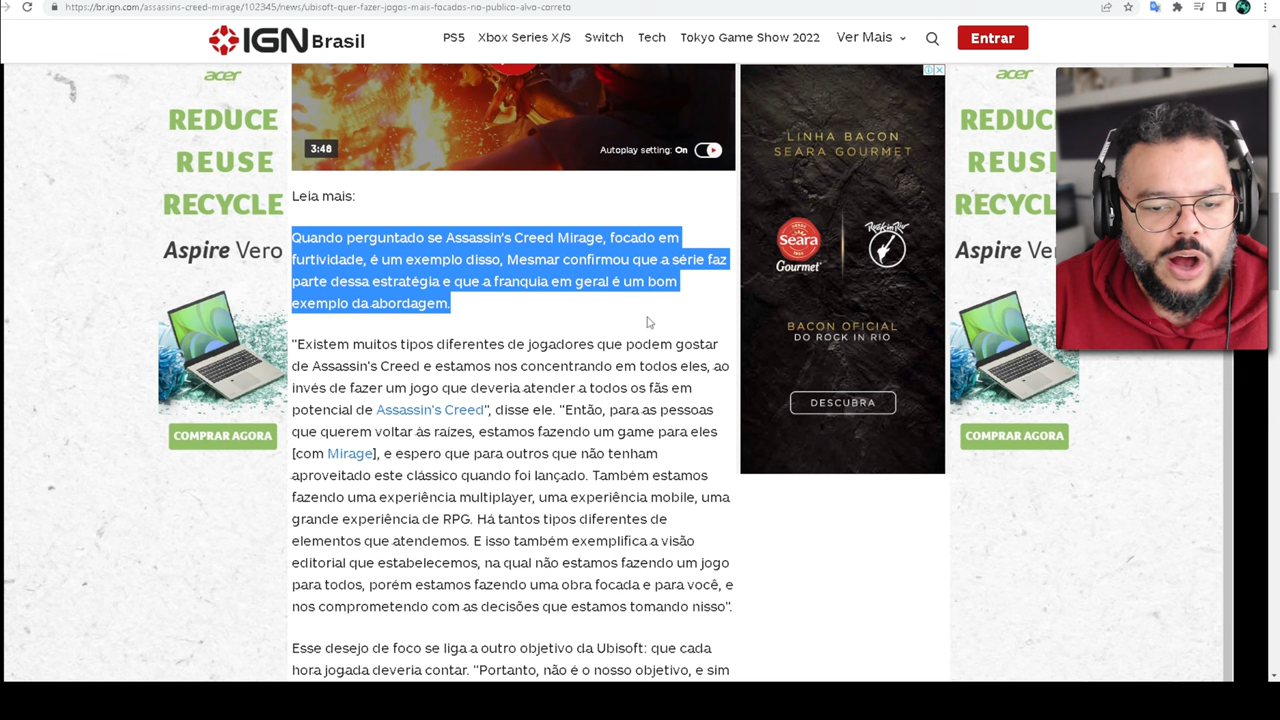 https://br.ign.com/assassins-creed-mirage/102345/news/ubisoft-quer-fazer-jogos-mais-focados-no-publico-alvo-correto
IGN Brasil
PS5 Xbox Series X/S Switch Tech Tokyo Game Show 2022 Ver Mais
Entrar
acer
REDUCE
REUSE
RECYCLE
Aspire Vero
COMPRAR AGORA
3:48
Autoplay setting: On
Leia mais:
Quando perguntado se Assassin's Creed Mirage, focado em
furtividade, é um exemplo disso, Mesmar confirmou que a série faz
parte dessa estratégia e que a franquia em geral é um bom
exemplo da abordagem.
"Existem muitos tipos diferentes de jogadores que podem gostar
de Assassin's Creed e estamos nos concentrando em todos eles, ao
invés de fazer um jogo que deveria atender a todos os fãs em
potencial de Assassin's Creed", disse ele. "Então, para as pessoas
que querem voltar às raízes, estamos fazendo um game para eles
[com Mirage], e espero que para outros que não tenham
aproveitado este clássico quando foi lançado. Também estamos
fazendo uma experiência multiplayer, uma experiência mobile, uma
grande experiência de RPG. Há tantos tipos diferentes de
elementos que atendemos. E isso também exemplifica a visão
editorial que estabelecemos, na qual não estamos fazendo um jogo
para todos, porém estamos fazendo uma obra focada e para você, e
nos comprometendo com as decisões que estamos tomando nisso".
Esse desejo de foco se liga a outro objetivo da Ubisoft: que cada
hora jogada deveria contar. "Portanto, não é o nosso objetivo, e sim
LINHA BACON
SEARA GOURMET
Seara
Gourmet
Rock in Rio
BACON OFICIAL
DO ROCK IN RIO
DESCUBRA
acer
REDUC
REUS
RECYCLE
Aspire Vero
COMPRAR AGORA